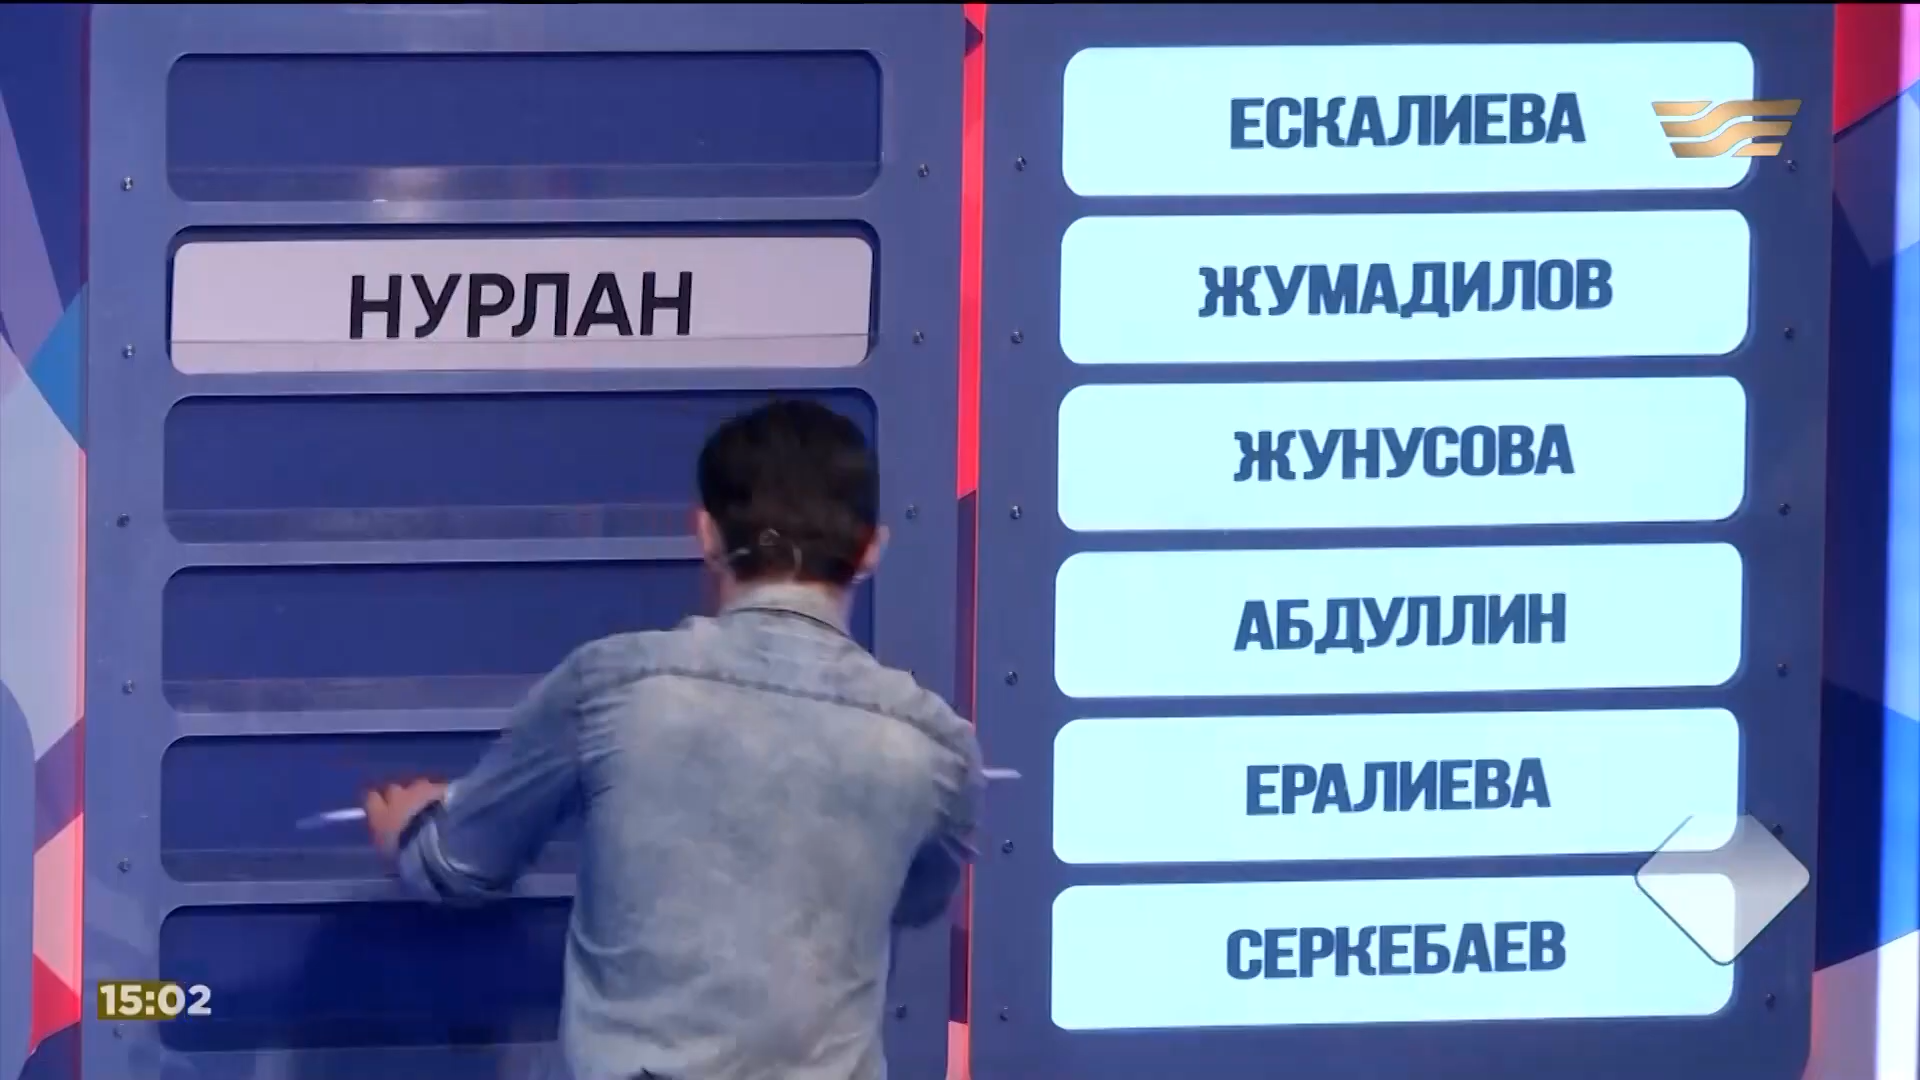 НУРЛАН
ЕСКАЛИЕВА
ЖУМАДИЛОВ
ЖУНУСОВА
АБДУЛЛИН
ЕРАЛИЕВА
СЕРКЕБАЕВ
15:02